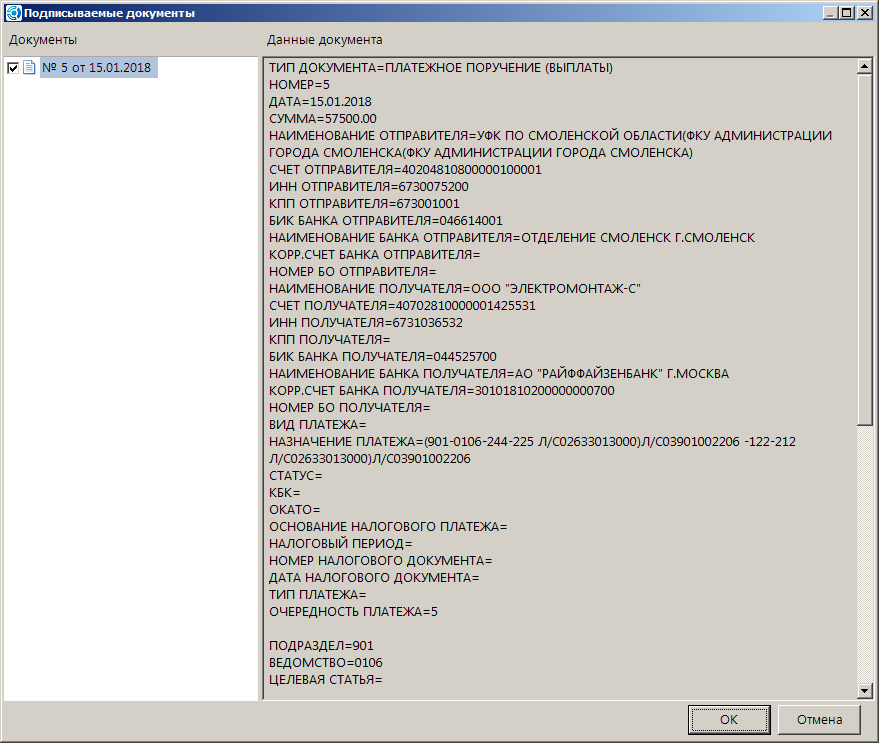 Подписываемые документы
Документы
Данные документа
№ 5 от 15.01.2018
ТИП ДОКУМЕНТА=ПЛАТЕЖНОЕ ПОРУЧЕНИЕ (ВЫПЛАТЫ)
НОМЕР=5
ДАТА=15.01.2018
СУММА=57500.00
НАИМЕНОВАНИЕ ОТПРАВИТЕЛЯ=УФК ПО СМОЛЕНСКОЙ ОБЛАСТИ(ФКУ АДМИНИСТРАЦИИ
ГОРОДА СМОЛЕНСКА(ФКУ АДМИНИСТРАЦИИ ГОРОДА СМОЛЕНСКА)
СЧЕТ ОТПРАВИТЕЛЯ=40204810800000100001
ИНН ОТПРАВИТЕЛЯ=6730075200
КПП ОТПРАВИТЕЛЯ=673001001
БИК БАНКА ОТПРАВИТЕЛЯ=046614001
НАИМЕНОВАНИЕ БАНКА ОТПРАВИТЕЛЯ=ОТДЕЛЕНИЕ СМОЛЕНСК Г.СМОЛЕНСК
КОРР.СЧЕТ БАНКА ОТПРАВИТЕЛЯ=
НОМЕР БО ОТПРАВИТЕЛЯ=
НАИМЕНОВАНИЕ ПОЛУЧАТЕЛЯ=ООО "ЭЛЕКТРОМОНТАЖ-С"
СЧЕТ ПОЛУЧАТЕЛЯ=40702810000001425531
ИНН ПОЛУЧАТЕЛЯ=6731036532
КПП ПОЛУЧАТЕЛЯ=
БИК БАНКА ПОЛУЧАТЕЛЯ=044525700
НАИМЕНОВАНИЕ БАНКА ПОЛУЧАТЕЛЯ=АО "РАЙФФАЙЗЕНБАНК" Г.МОСКВА
КОРР.СЧЕТ БАНКА ПОЛУЧАТЕЛЯ=30101810200000000700
НОМЕР БО ПОЛУЧАТЕЛЯ=
ВИД ПЛАТЕЖА=
НАЗНАЧЕНИЕ ПЛАТЕЖА=(901-0106-244-225 Л/С02633013000)Л/С03901002206 -122-212
Л/С02633013000)Л/С03901002206
СТАТУС=
КБК=
ОКАТО=
ОСНОВАНИЕ НАЛОГОВОГО ПЛАТЕЖА=
НАЛОГОВЫЙ ПЕРИОД=
НОМЕР НАЛОГОВОГО ДОКУМЕНТА=
ДАТА НАЛОГОВОГО ДОКУМЕНТА=
ТИП ПЛАТЕЖА=
ОЧЕРЕДНОСТЬ ПЛАТЕЖА=5
ПОДРАЗДЕЛ=901
ВЕДОМСТВО=0106
ЦЕЛЕВАЯ СТАТЬЯ=
ОК
Отмена